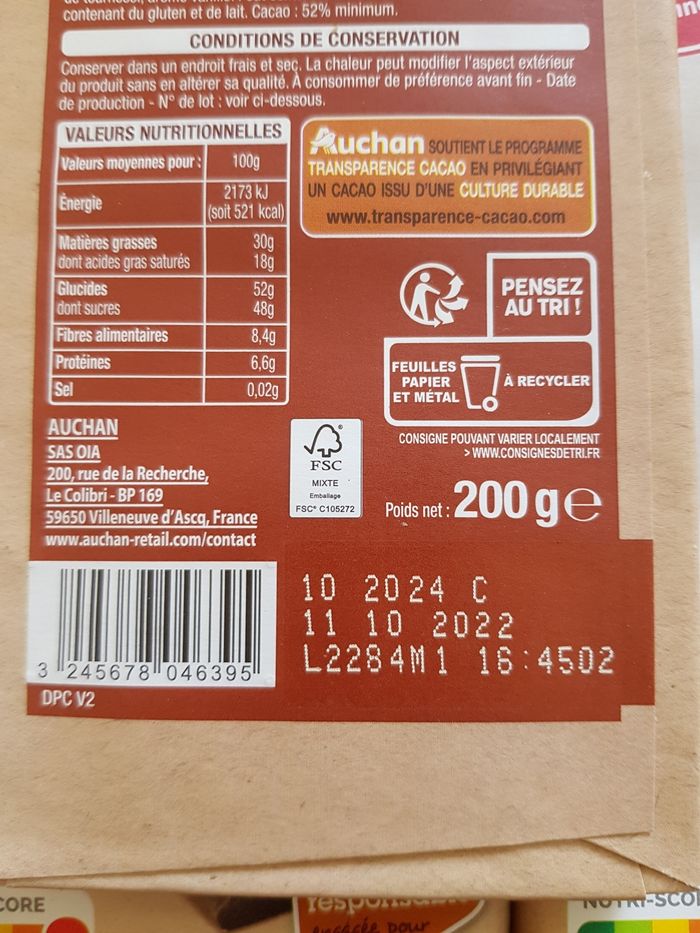 contenant du gluten et de lait. Cacao : 52% minimum.
CONDITIONS DE CONSERVATION
Conserver dans un endroit frais et sec. La chaleur peut modifier l'aspect extérieur
du produit sans en altérer sa qualité. À consommer de préférence avant fin - Date
de production - N° de lot : voir ci-dessous.
VALEURS NUTRITIONNELLES
Valeurs moyennes pour : 100g
Énergie 2173 kJ
(soit 521 kcal)
Matières grasses 30g
dont acides gras saturés 18g
Glucides 52g
dont sucres 48g
Fibres alimentaires 8,4g
Protéines 6,6g
Sel 0,02g
Auchan SOUTIENT LE PROGRAMME
TRANSPARENCE CACAO EN PRIVILÉGIANT
UN CACAO ISSU D'UNE CULTURE DURABLE
www.transparence-cacao.com
PENSEZ
AU TRI !
FEUILLES
PAPIER
ET MÉTAL
À RECYCLER
CONSIGNE POUVANT VARIER LOCALEMENT
> WWW.CONSIGNESDETRI.FR
AUCHAN
SAS OIA
200, rue de la Recherche,
Le Colibri - BP 169
59650 Villeneuve d'Ascq, France
www.auchan-retail.com/contact
FSC
MIXTE
Emballage
FSC® C105272
Poids net : 200 g e
3 245678 046395
DPC V2
10 2024 C
11 10 2022
L2284M1 16:4502
CORE
NUTRI-SCO
pour